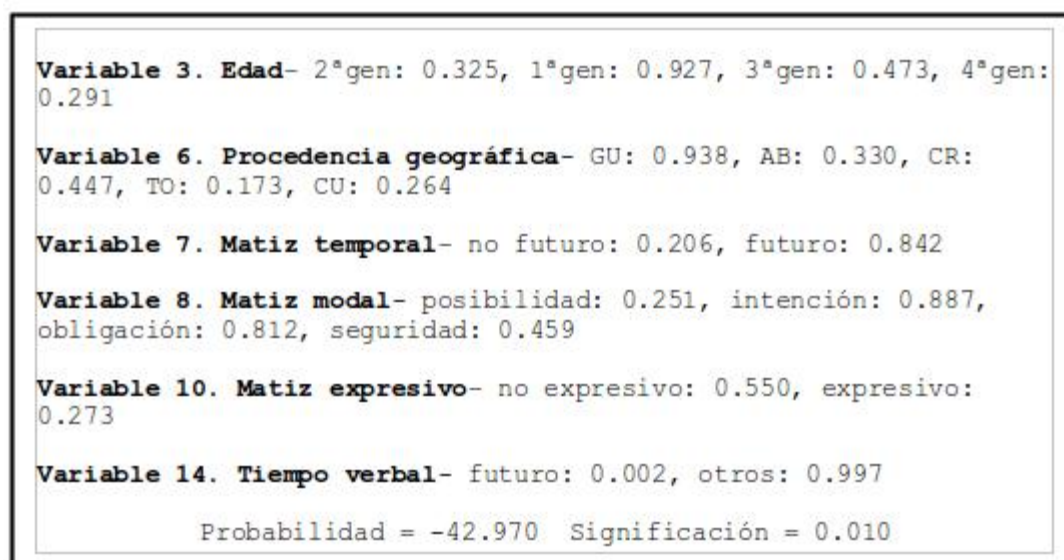 Variable 3. Edad– 2ªgen: 0.325, 1ªgen: 0.927, 3ªgen: 0.473, 4ªgen:
0.291
Variable 6. Procedencia geográfica– GU: 0.938, AB: 0.330, CR:
0.447, TO: 0.173, CU: 0.264
Variable 7. Matiz temporal– no futuro: 0.206, futuro: 0.842
Variable 8. Matiz modal– posibilidad: 0.251, intención: 0.887,
obligación: 0.812, seguridad: 0.459
Variable 10. Matiz expresivo– no expresivo: 0.550, expresivo:
0.273
Variable 14. Tiempo verbal– futuro: 0.002, otros: 0.997
Probabilidad = -42.970 Significación = 0.010